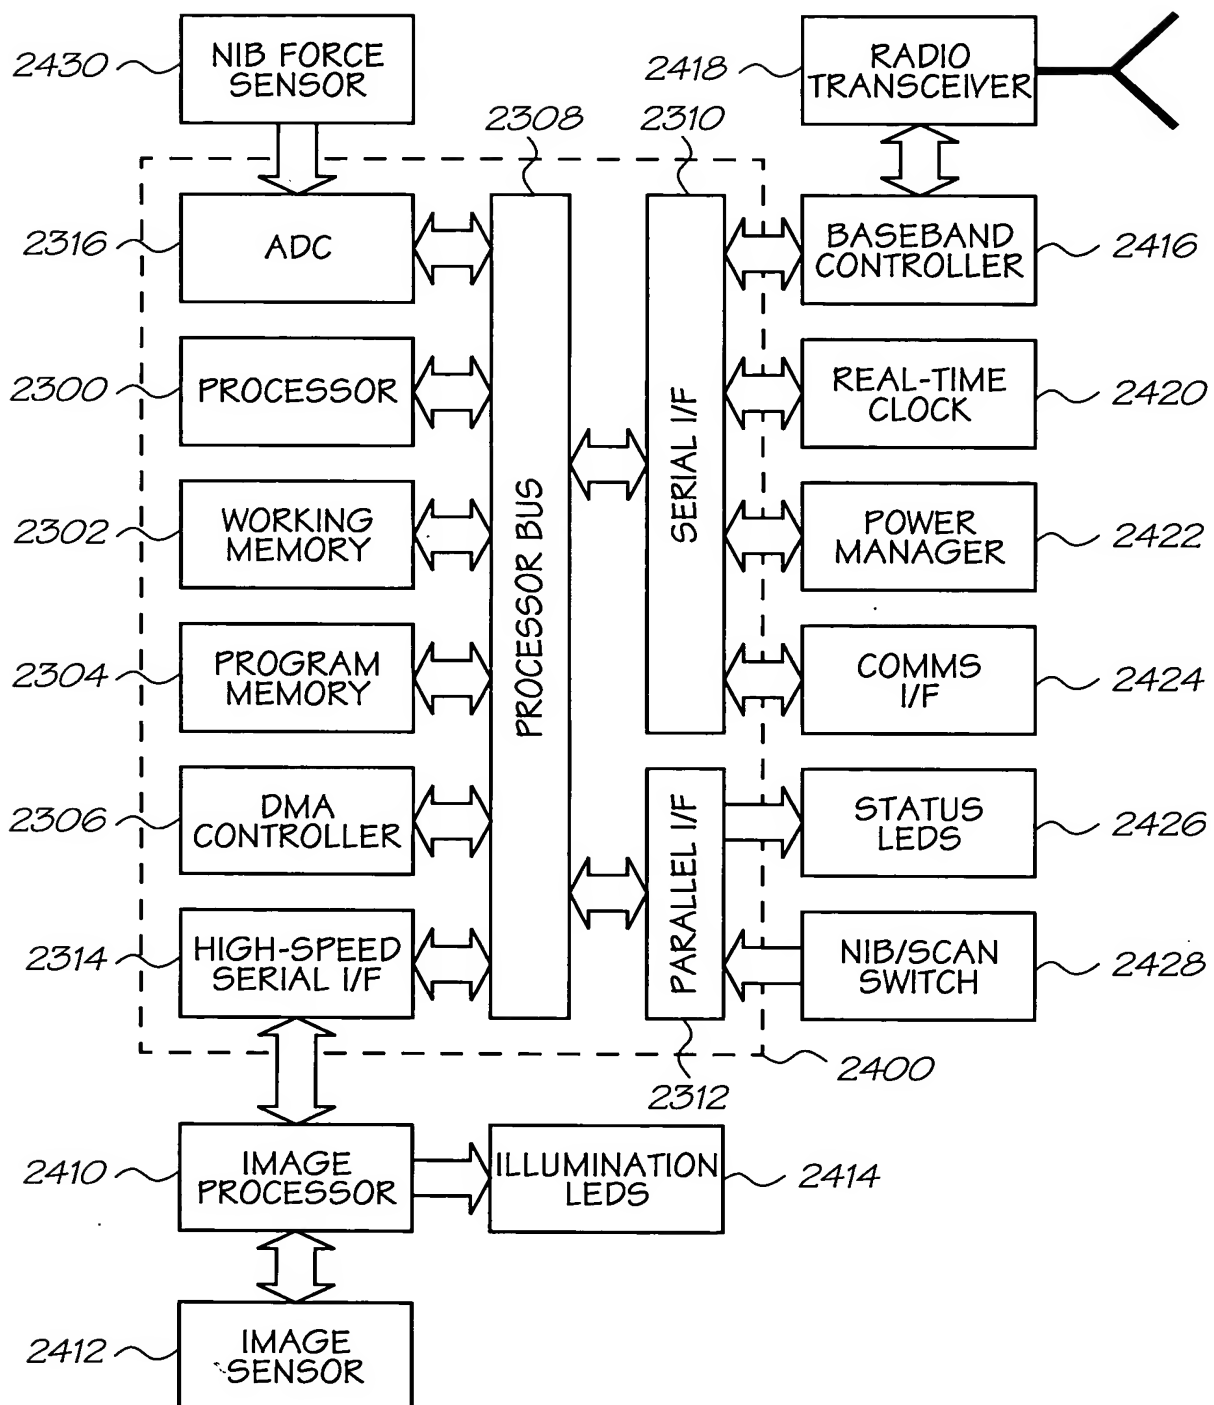 2430
NIB FORCE
SENSOR
2418
RADIO
TRANSCEIVER
2308
2310
2316
ADC
BASEBAND
CONTROLLER
2416
2300
PROCESSOR
REAL-TIME
CLOCK
2420
2302
WORKING
MEMORY
PROCESSOR BUS
SERIAL I/F
POWER
MANAGER
2422
2304
PROGRAM
MEMORY
COMMS
I/F
2424
2306
DMA
CONTROLLER
PARALLEL I/F
STATUS
LEDS
2426
2314
HIGH-SPEED
SERIAL I/F
NIB/SCAN
SWITCH
2428
2312
2400
2410
IMAGE
PROCESSOR
ILLUMINATION
LEDS
2414
2412
IMAGE
SENSOR